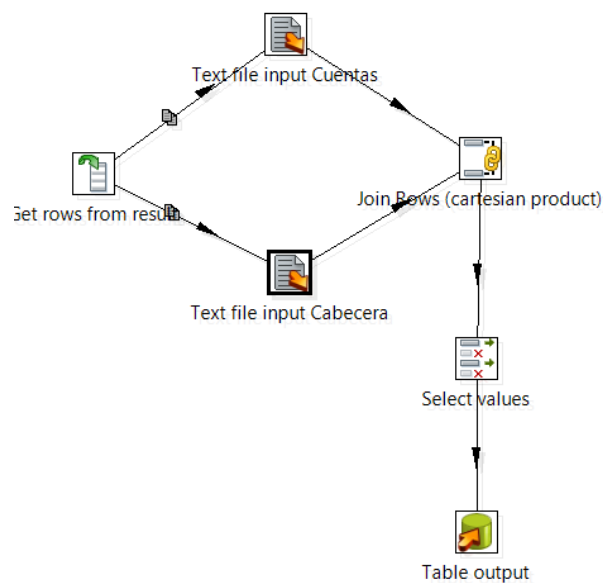 Text file input Cuentas
Get rows from result
Join Rows (cartesian product)
Text file input Cabecera
Select values
Table output